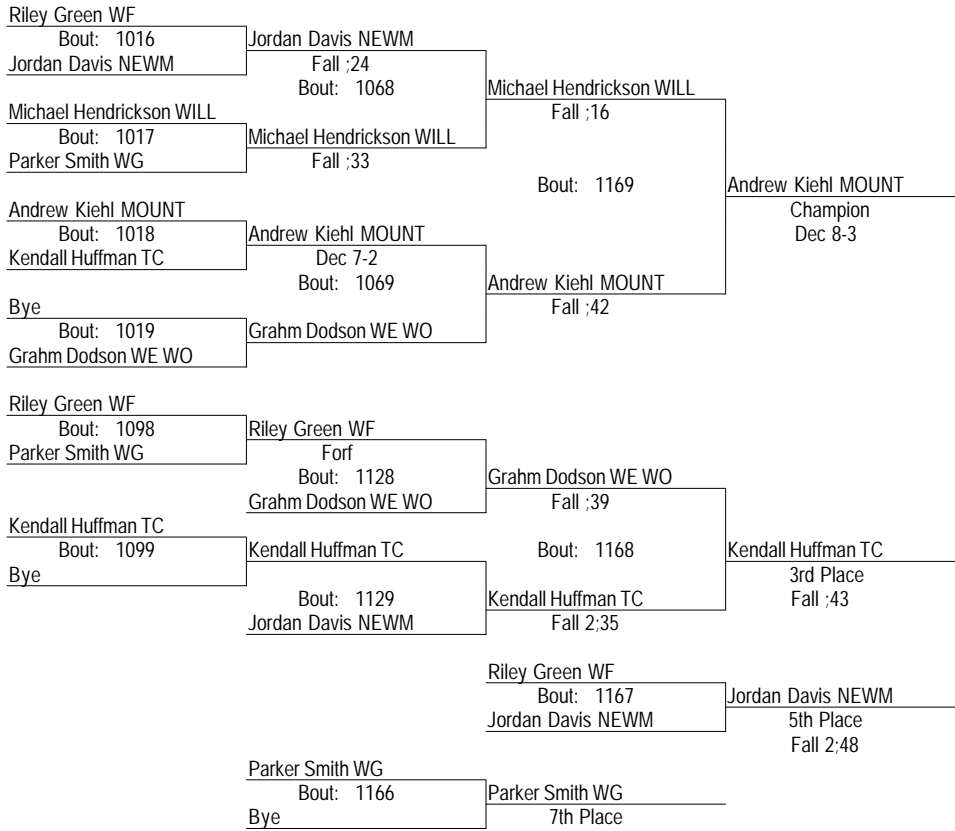 Riley Green WF
Bout: 1016
Jordan Davis NEWM
Jordan Davis NEWM
Fall ;24
Bout: 1068
Michael Hendrickson WILL
Bout: 1017
Parker Smith WG
Michael Hendrickson WILL
Fall ;33
Michael Hendrickson WILL
Fall ;16
Bout: 1169
Andrew Kiehl MOUNT
Champion
Dec 8-3
Andrew Kiehl MOUNT
Bout: 1018
Kendall Huffman TC
Andrew Kiehl MOUNT
Dec 7-2
Bout: 1069
Andrew Kiehl MOUNT
Fall ;42
Bye
Bout: 1019
Grahm Dodson WE WO
Grahm Dodson WE WO
Riley Green WF
Bout: 1098
Parker Smith WG
Riley Green WF
Forf
Bout: 1128
Grahm Dodson WE WO
Grahm Dodson WE WO
Fall ;39
Kendall Huffman TC
Bout: 1099
Bye
Kendall Huffman TC
Bout: 1168
Kendall Huffman TC
3rd Place
Fall ;43
Bout: 1129
Jordan Davis NEWM
Kendall Huffman TC
Fall 2;35
Riley Green WF
Bout: 1167
Jordan Davis NEWM
Jordan Davis NEWM
5th Place
Fall 2;48
Parker Smith WG
Bout: 1166
Bye
Parker Smith WG
7th Place